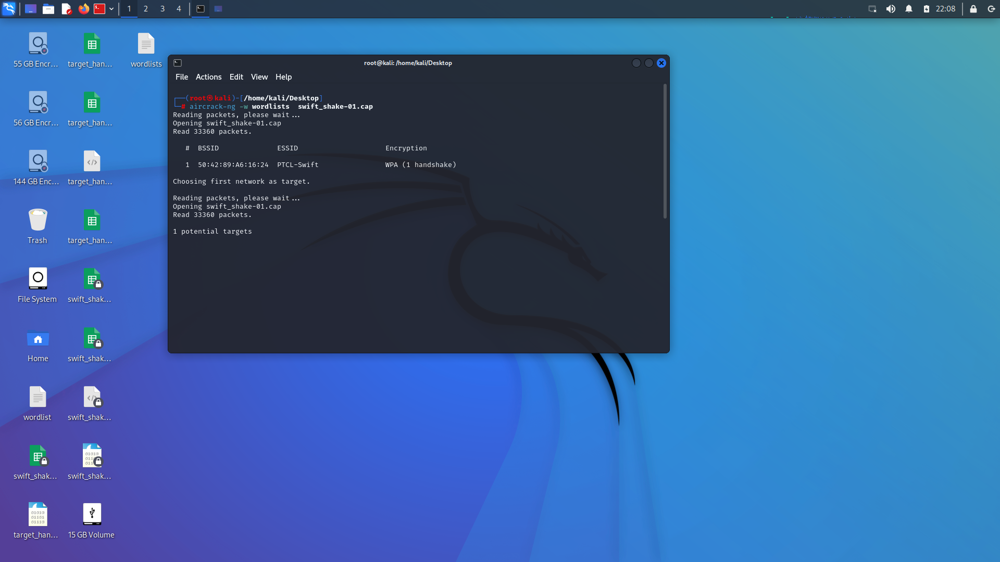 1 2 3 4 22:08
55 GB Encr...
target_han...
wordlists
56 GB Encr...
target_han...
144 GB Enc...
target_han...
Trash
target_han...
File System
swift_shak...
Home
swift_shak...
wordlist
swift_shak...
swift_shak...
swift_shak...
target_han...
15 GB Volume
root@kali: /home/kali/Desktop
File Actions Edit View Help
┌──(root㉿kali)-[/home/kali/Desktop]
└─# aircrack-ng -w wordlists  swift_shake-01.cap
Reading packets, please wait...
Opening swift_shake-01.cap
Read 33360 packets.
# BSSID ESSID Encryption
1 50:42:89:A6:16:24 PTCL-Swift WPA (1 handshake)
Choosing first network as target.
Reading packets, please wait...
Opening swift_shake-01.cap
Read 33360 packets.
1 potential targets